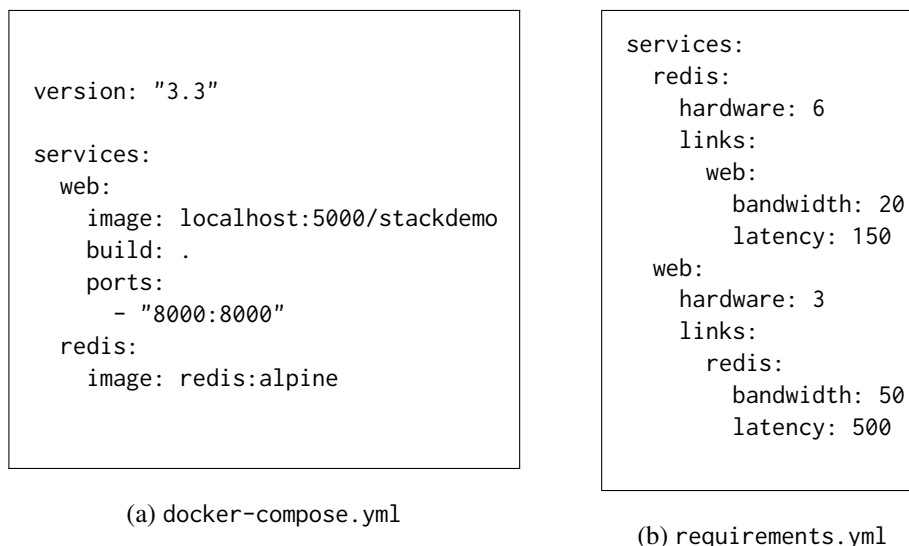 version: "3.3"
services:
  web:
    image: localhost:5000/stackdemo
    build: .
    ports:
      - "8000:8000"
  redis:
    image: redis:alpine
(a) docker-compose.yml
services:
  redis:
    hardware: 6
    links:
      web:
        bandwidth: 20
        latency: 150
  web:
    hardware: 3
    links:
      redis:
        bandwidth: 50
        latency: 500
(b) requirements.yml